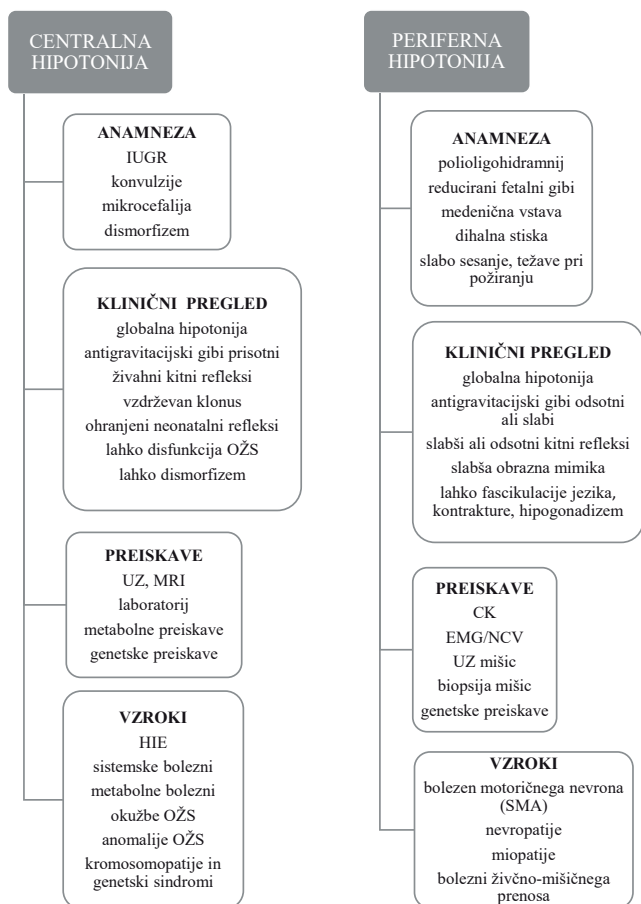 CENTRALNA
HIPOTONIJA
ANAMNEZA
IUGR
konvulzije
mikrocefalija
dismorfizem
KLINIČNI PREGLED
globalna hipotonija
antigravitacijski gibi prisotni
živahni kitni refleksi
vzdrževan klonus
ohranjeni neonatalni refleksi
lahko disfunkcija OŽS
lahko dismorfizem
PREISKAVE
UZ, MRI
laboratorij
metabolne preiskave
genetske preiskave
VZROKI
HIE
sistemske bolezni
metabolne bolezni
okužbe OŽS
anomalije OŽS
kromosomopatije in
genetski sindromi
PERIFERNA
HIPOTONIJA
ANAMNEZA
polioligohidramnij
reducirani fetalni gibi
medenična vstava
dihalna stiska
slabo sesanje, težave pri
požiranju
KLINIČNI PREGLED
globalna hipotonija
antigravitacijski gibi odsotni
ali slabi
slabši ali odsotni kitni refleksi
slabša obrazna mimika
lahko fascikulacije jezika,
kontrakture, hipogonadizem
PREISKAVE
CK
EMG/NCV
UZ mišic
biopsija mišic
genetske preiskave
VZROKI
bolezen motoričnega nevrona
(SMA)
nevropatije
miopatije
bolezni živčno-mišičnega
prenosa